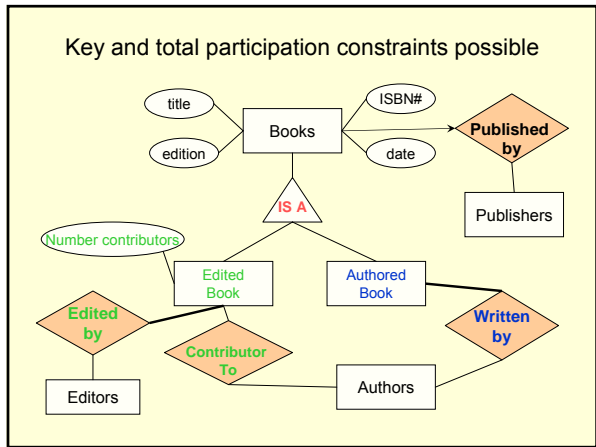 Key and total participation constraints possible
title
ISBN#
Books
edition
date
Published
by
IS A
Publishers
Number contributors
Edited
Book
Authored
Book
Edited
by
Written
by
Contributor
To
Editors
Authors